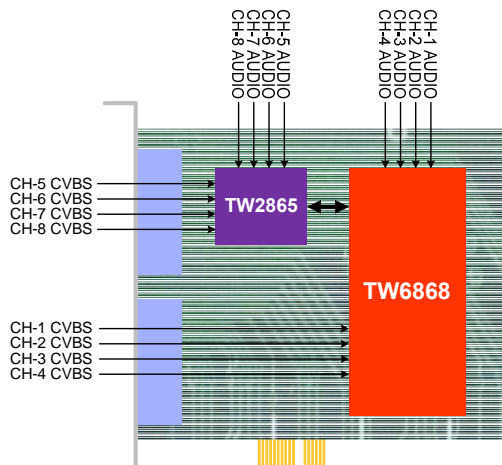 CH-8 AUDIO
CH-7 AUDIO
CH-6 AUDIO
CH-5 AUDIO
CH-4 AUDIO
CH-3 AUDIO
CH-2 AUDIO
CH-1 AUDIO
CH-5 CVBS
CH-6 CVBS
CH-7 CVBS
CH-8 CVBS
TW2865
TW6868
CH-1 CVBS
CH-2 CVBS
CH-3 CVBS
CH-4 CVBS